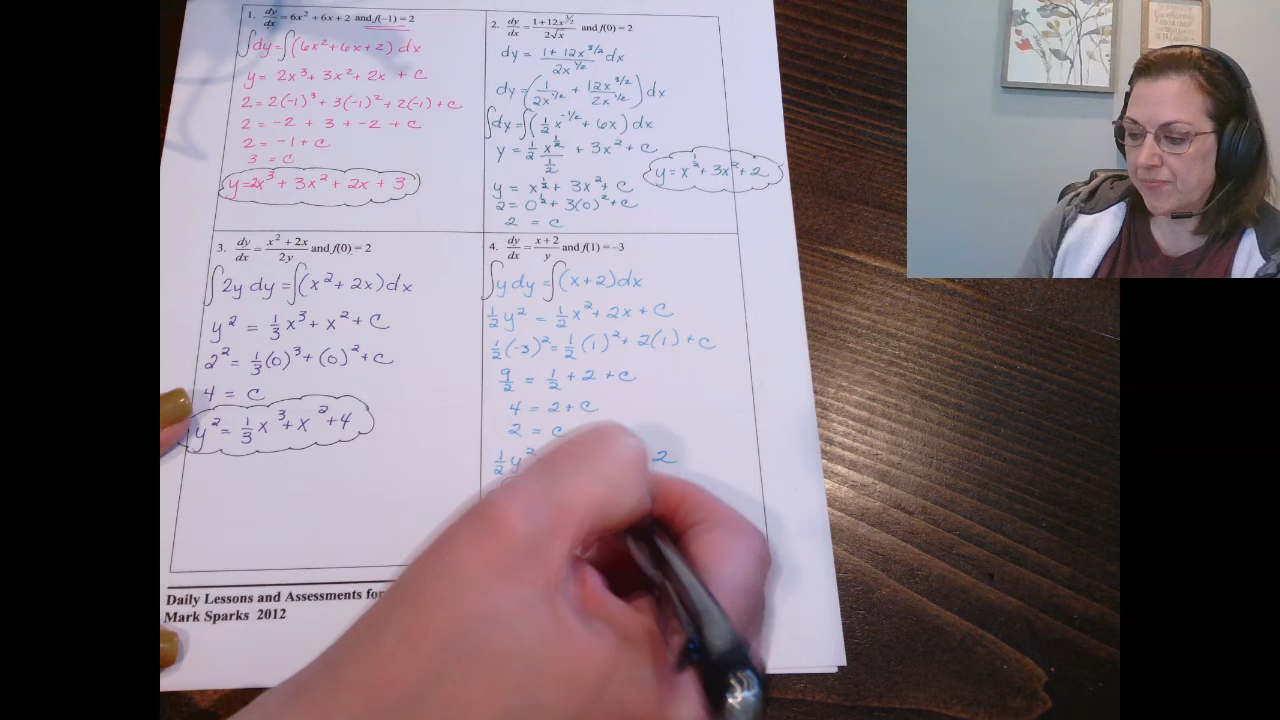 1. dy/dx = 6x² + 6x + 2 and f(−1) = 2
∫dy = ∫(6x² + 6x + 2) dx
y = 2x³ + 3x² + 2x + C
2 = 2(-1)³ + 3(-1)² + 2(-1) + C
2 = -2 + 3 + -2 + C
2 = -1 + C
3 = C
y = 2x³ + 3x² + 2x + 3
2. dy/dx = (1+12x^(3/2))/(2√x) and f(0) = 2
dy = (1 + 12x^(3/2))/(2x^(1/2)) dx
dy = (1/(2x^(1/2)) + 12x^(3/2)/(2x^(1/2))) dx
∫dy = ∫(1/2 x^(-1/2) + 6x) dx
y = 1/2 x^(1/2)/(1/2) + 3x² + C
y = x^(1/2) + 3x² + C
2 = 0^(1/2) + 3(0)² + C
2 = C
y = x^(1/2) + 3x² + 2
3. dy/dx = (x² + 2x)/(2y) and f(0) = 2
∫2y dy = ∫(x² + 2x) dx
y² = 1/3 x³ + x² + C
2² = 1/3 (0)³ + (0)² + C
4 = C
y² = 1/3 x³ + x² + 4
4. dy/dx = (x + 2)/y and f(1) = −3
∫y dy = ∫(x + 2) dx
1/2 y² = 1/2 x² + 2x + C
1/2 (-3)² = 1/2 (1)² + 2(1) + C
9/2 = 1/2 + 2 + C
4 = 2 + C
2 = C
1/2 y² 2
Daily Lessons and Assessments for
Mark Sparks 2012